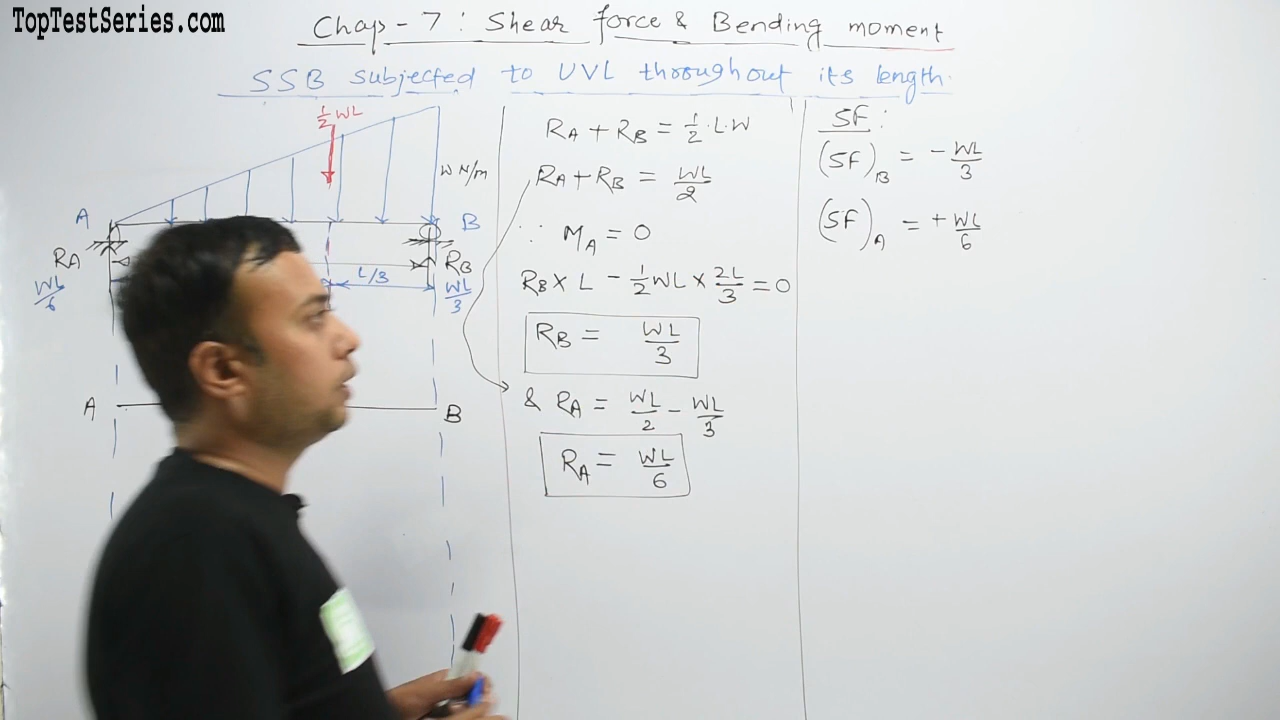 TopTestSeries.com
Chap-7: Shear force & Bending moment
SSB subjected to UVL throughout its length.
½ WL
W N/m
A
B
RA
RB
WL/6
L/3
WL/3
A
B
RA + RB = ½·L·W
RA + RB = WL/2
∵ MA = 0
RB × L - ½WL × 2L/3 = 0
RB = WL/3
& RA = WL/2 - WL/3
RA = WL/6
SF:
(SF)B = - WL/3
(SF)A = + WL/6